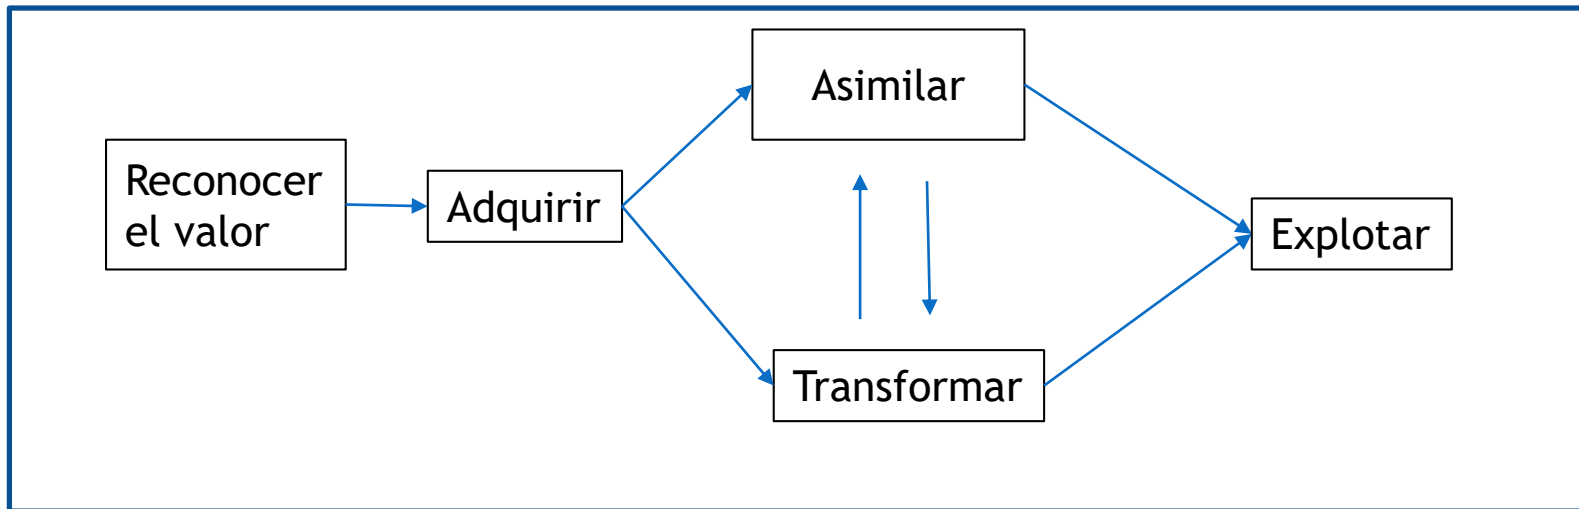 Reconocer
el valor
Adquirir
Asimilar
Transformar
Explotar